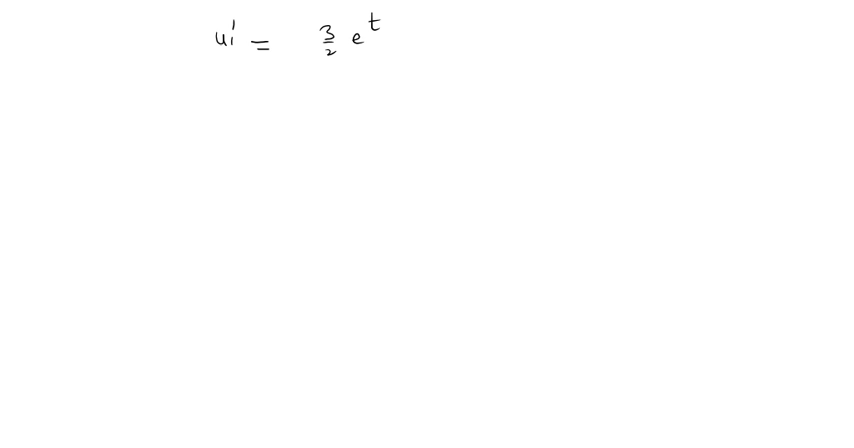 u₁' = 3/2 e^t